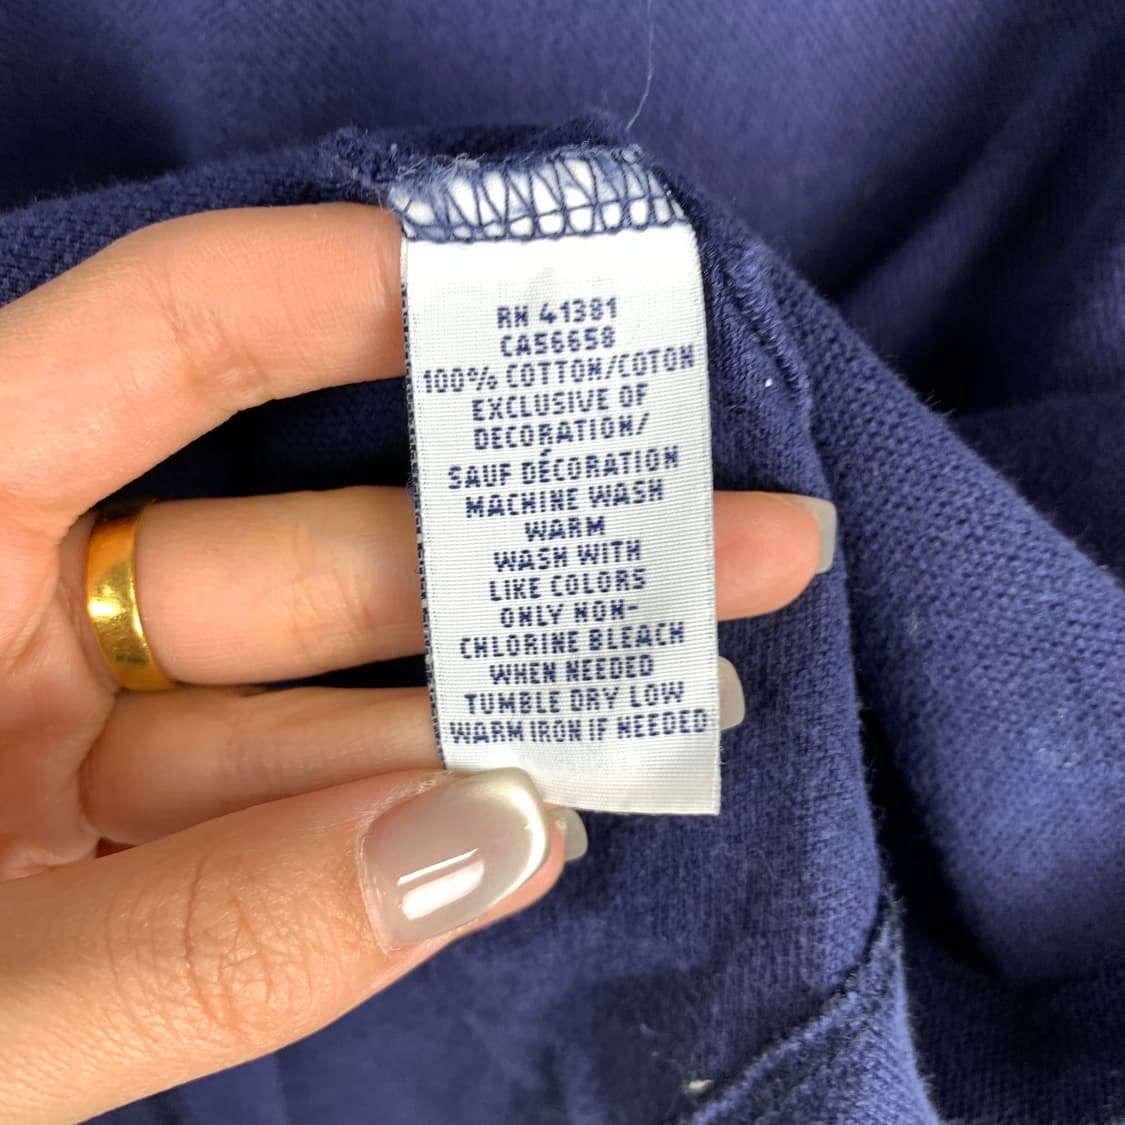 RN 41381
CA56658
100% COTTON/COTON
EXCLUSIVE OF
DECORATION/
SAUF DÉCORATION
MACHINE WASH
WARM
WASH WITH
LIKE COLORS
ONLY NON-
CHLORINE BLEACH
WHEN NEEDED
TUMBLE DRY LOW
WARM IRON IF NEEDED